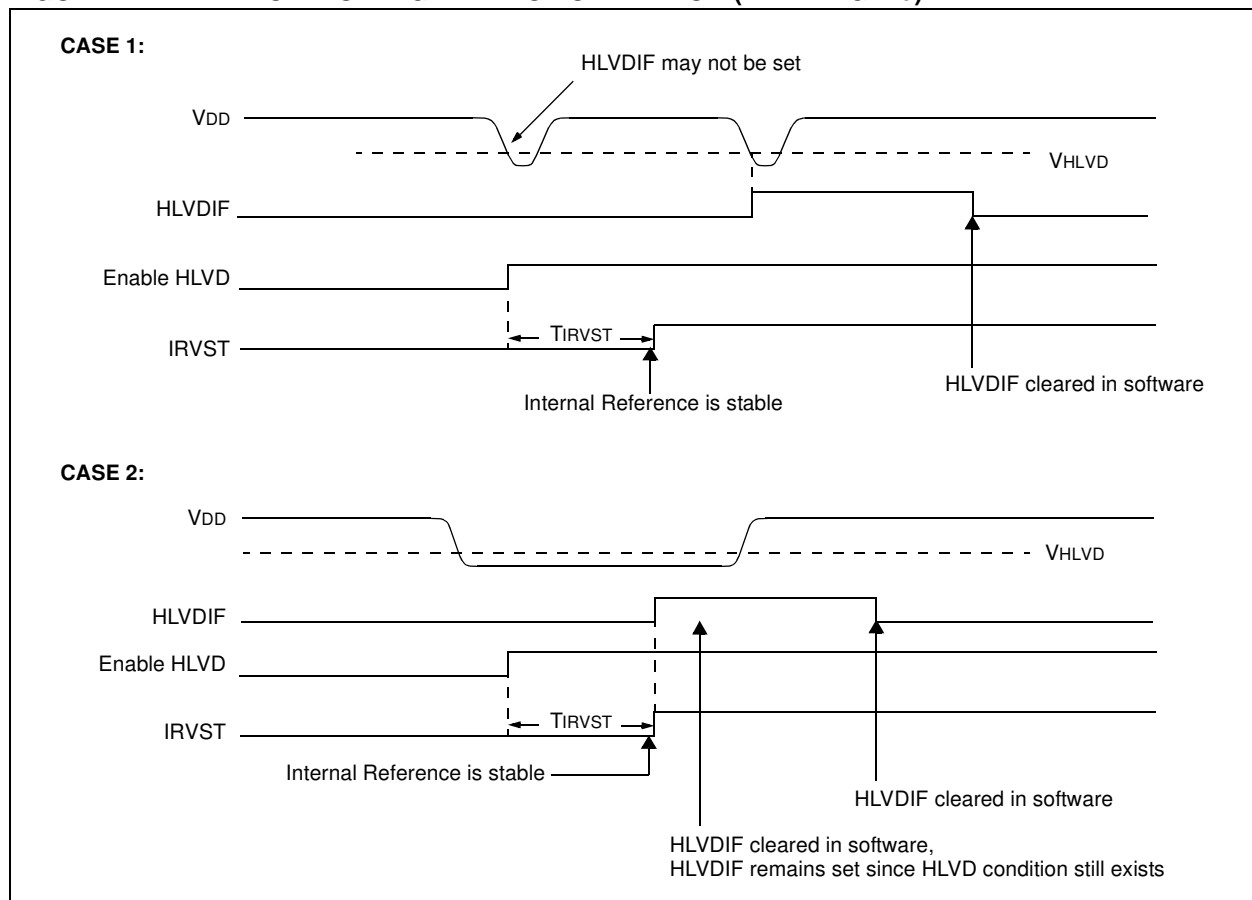 CASE 1:
HLVDIF may not be set
VDD
VHLVD
HLVDIF
Enable HLVD
TIRVST
IRVST
HLVDIF cleared in software
Internal Reference is stable
CASE 2:
VDD
VHLVD
HLVDIF
Enable HLVD
TIRVST
IRVST
Internal Reference is stable
HLVDIF cleared in software
HLVDIF cleared in software,
HLVDIF remains set since HLVD condition still exists